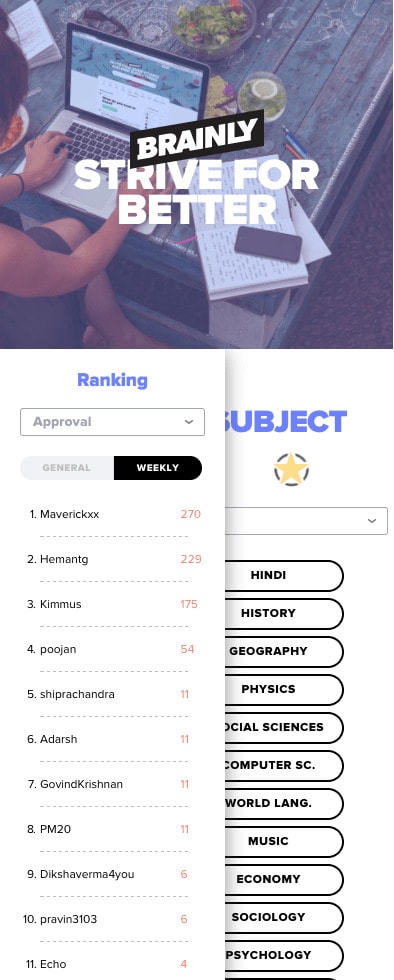 BRAINLY
STRIVE FOR
BETTER
Ranking
Approval
GENERAL
WEEKLY
1. Maverickxx 270
2. Hemantg 229
3. Kimmus 175
4. poojan 54
5. shiprachandra 11
6. Adarsh 11
7. GovindKrishnan 11
8. PM20 11
9. Dikshaverma4you 6
10. pravin3103 6
11. Echo 4
SUBJECT
HINDI
HISTORY
GEOGRAPHY
PHYSICS
OCIAL SCIENCES
COMPUTER SC.
WORLD LANG.
MUSIC
ECONOMY
SOCIOLOGY
PSYCHOLOGY